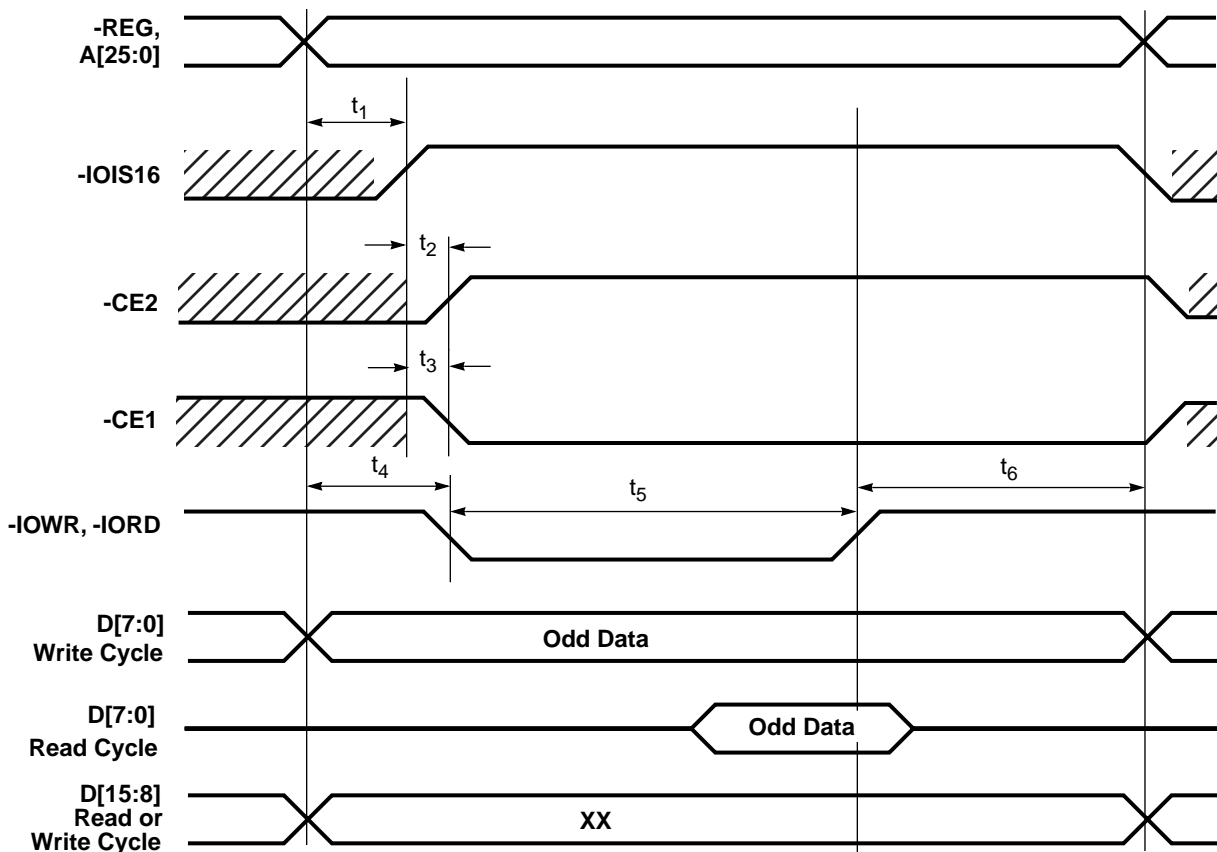 -REG,
A[25:0]
t1
-IOIS16
t2
-CE2
t3
-CE1
t4
t5
t6
-IOWR, -IORD
D[7:0]
Write Cycle
Odd Data
D[7:0]
Read Cycle
Odd Data
D[15:8]
Read or
Write Cycle
XX